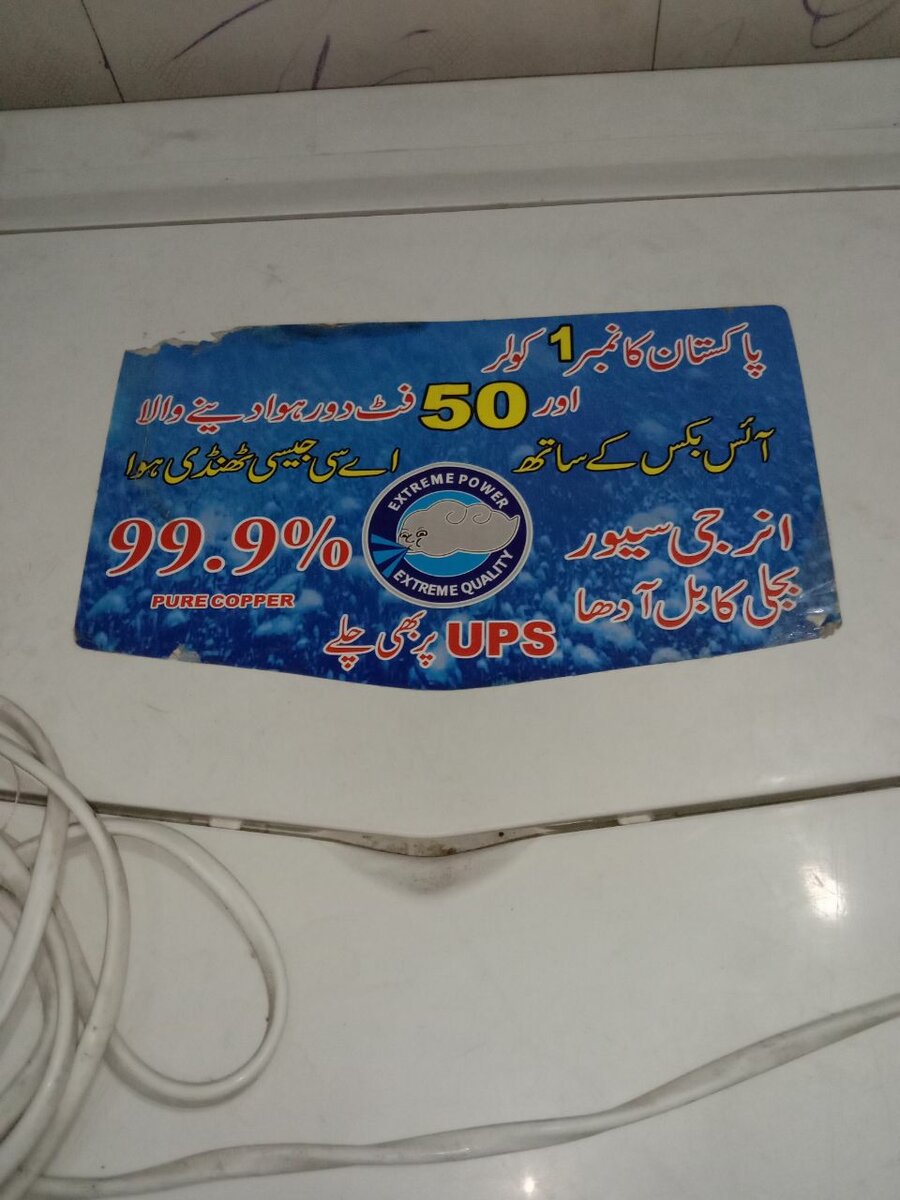 پاکستان کا نمبر 1 کولر
اور 50 فٹ دور ہوا دینے والا
آئس بکس کے ساتھ اے سی جیسی ٹھنڈی ہوا
EXTREME POWER
EXTREME QUALITY
انرجی سیور
بجلی کا بل آدھا
99.9%
PURE COPPER
UPS پر بھی چلے